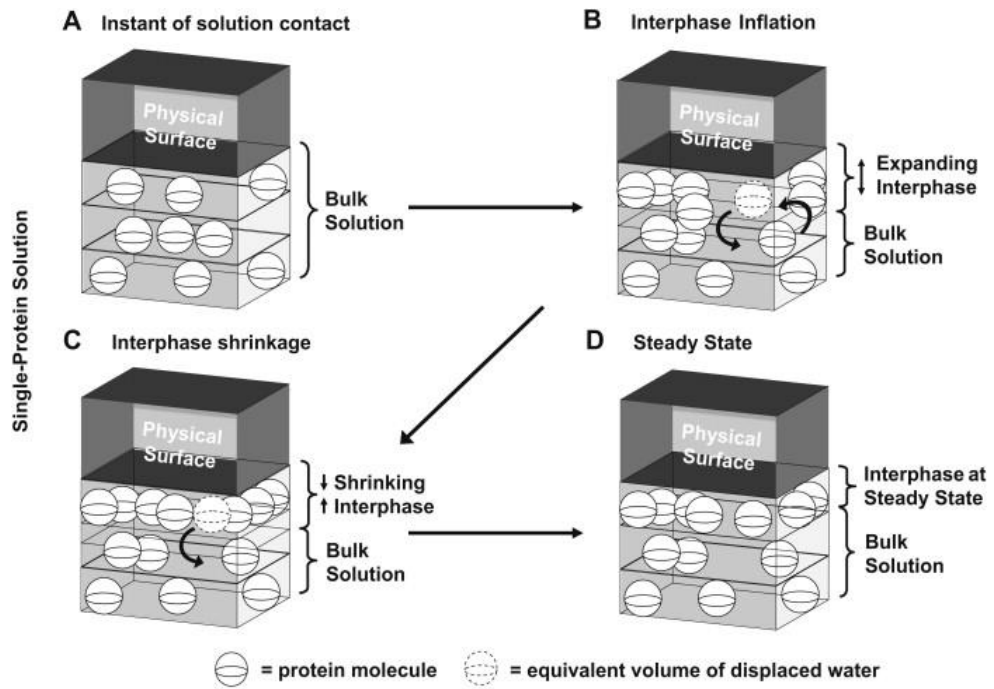 Single-Protein Solution
A Instant of solution contact
Physical
Surface
Bulk
Solution
B Interphase Inflation
Physical
Surface
Expanding
Interphase
Bulk
Solution
C Interphase shrinkage
Physical
Surface
Shrinking
Interphase
Bulk
Solution
D Steady State
Physical
Surface
Interphase at
Steady State
Bulk
Solution
= protein molecule
= equivalent volume of displaced water